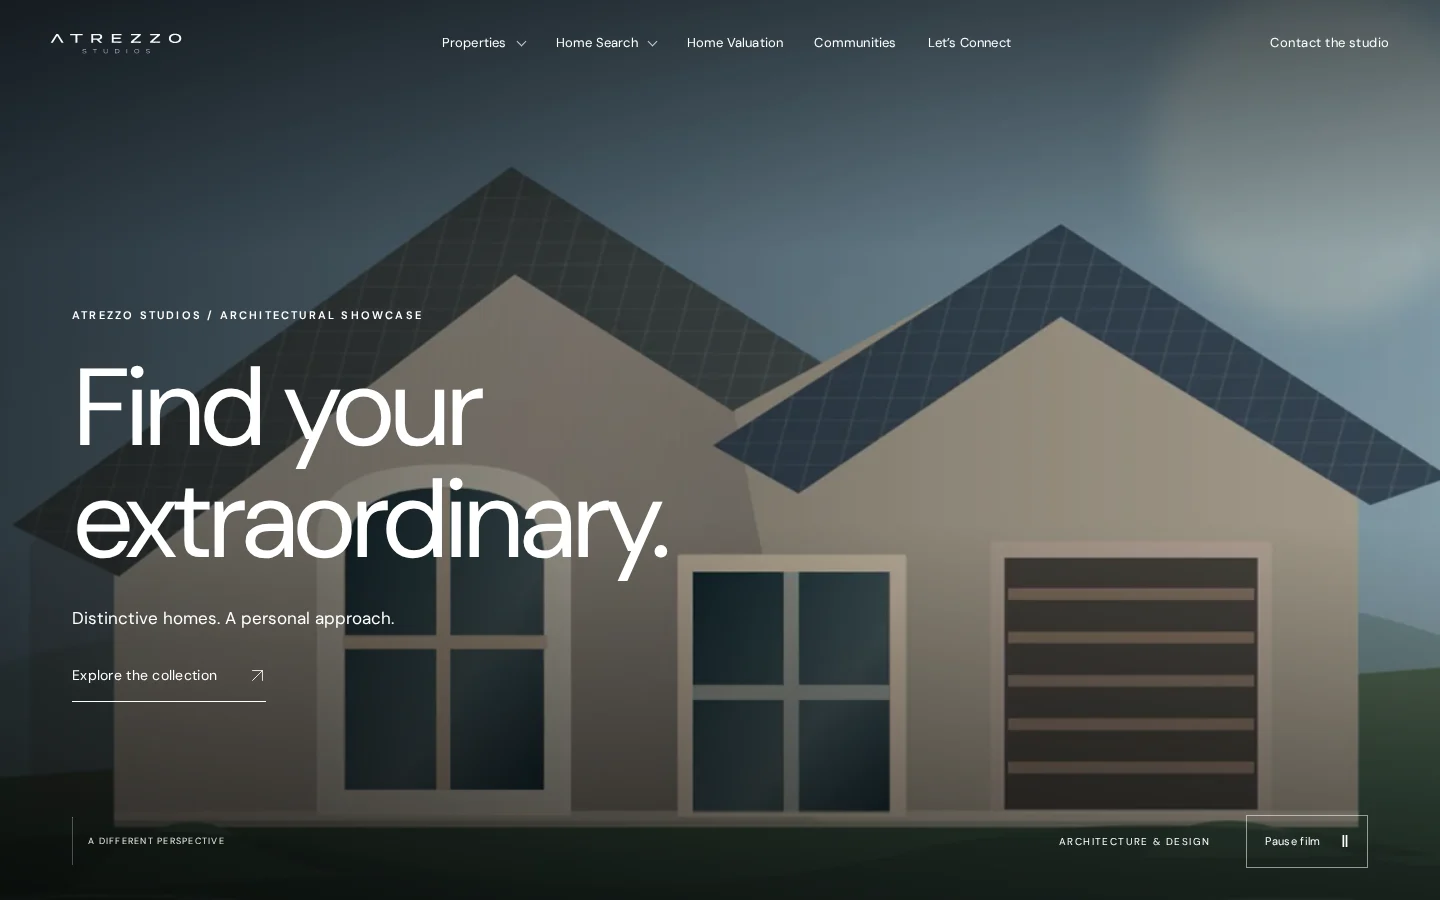 ATREZZO
STUDIOS
Properties
Home Search
Home Valuation
Communities
Let’s Connect
Contact the studio
ATREZZO STUDIOS / ARCHITECTURAL SHOWCASE
Find your
extraordinary.
Distinctive homes. A personal approach.
Explore the collection
A DIFFERENT PERSPECTIVE
ARCHITECTURE & DESIGN
Pause film